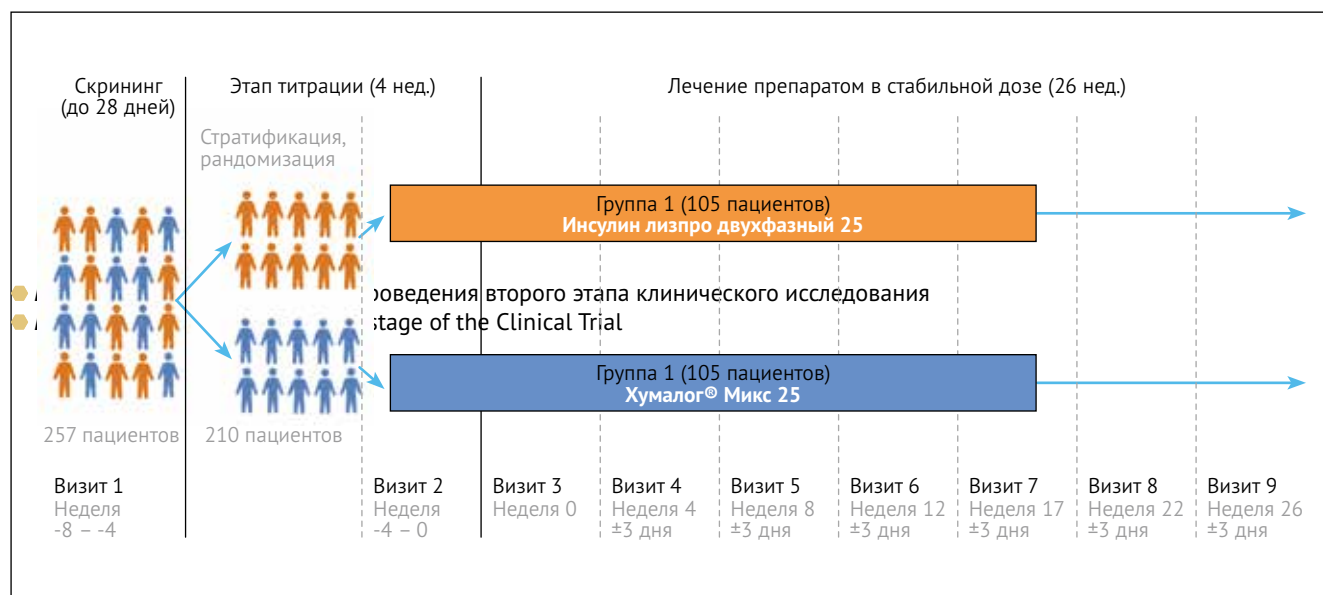 Скрининг
(до 28 дней)
Этап титрации (4 нед.)
Лечение препаратом в стабильной дозе (26 нед.)
Стратификация,
рандомизация
Группа 1 (105 пациентов)
Инсулин лизпро двухфазный 25
роведения второго этапа клинического исследования
stage of the Clinical Trial
Группа 1 (105 пациентов)
Хумалог® Микс 25
257 пациентов
210 пациентов
Визит 1
Неделя
-8 – -4
Визит 2
Неделя
-4 – 0
Визит 3
Неделя 0
Визит 4
Неделя 4
±3 дня
Визит 5
Неделя 8
±3 дня
Визит 6
Неделя 12
±3 дня
Визит 7
Неделя 17
±3 дня
Визит 8
Неделя 22
±3 дня
Визит 9
Неделя 26
±3 дня